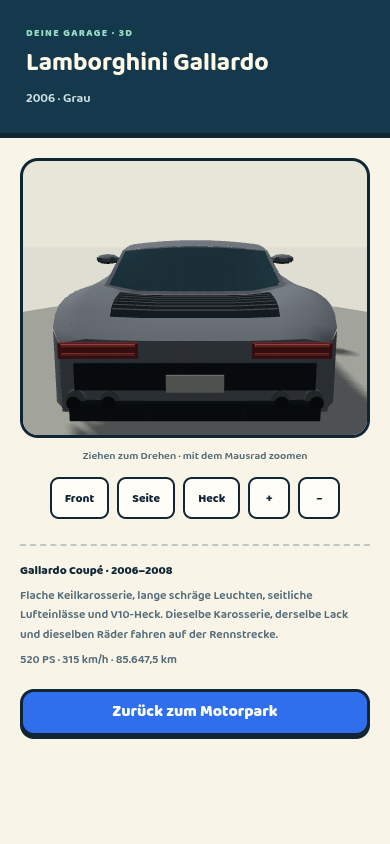 DEINE GARAGE · 3D
Lamborghini Gallardo
2006 · Grau
Ziehen zum Drehen · mit dem Mausrad zoomen
Front
Seite
Heck
+
−
Gallardo Coupé · 2006–2008
Flache Keilkarosserie, lange schräge Leuchten, seitliche
Lufteinlässe und V10-Heck. Dieselbe Karosserie, derselbe Lack
und dieselben Räder fahren auf der Rennstrecke.
520 PS · 315 km/h · 85.647,5 km
Zurück zum Motorpark